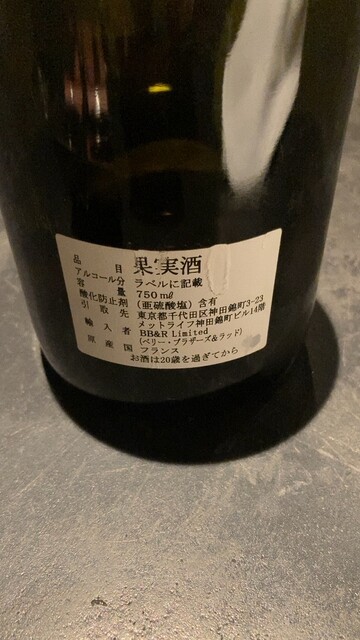 品目 果実酒
アルコール分 ラベルに記載
容量 750ml
酸化防止剤 (亜硫酸塩) 含有
引取先 東京都千代田区神田錦町3-23
メットライフ神田錦町ビル14階
輸入者 BB&R Limited
(ベリー・ブラザーズ&ラッド)
原産国 フランス
お酒は20歳を過ぎてから